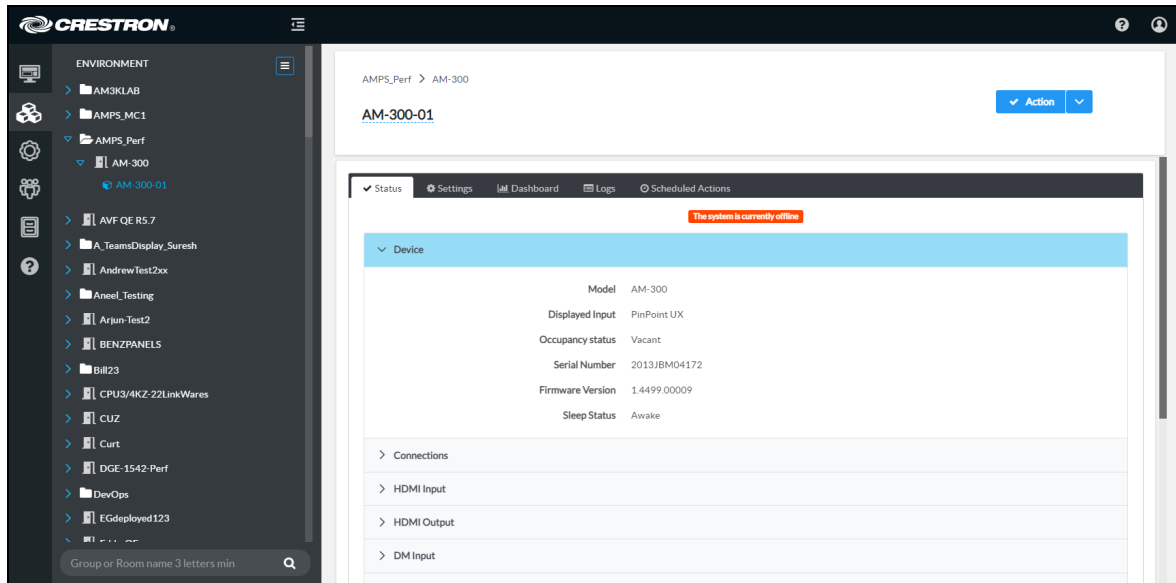 CRESTRON®
ENVIRONMENT
AM3KLAB
AMPS_MC1
AMPS_Perf
AM-300
AM-300-01
AVF QE R5.7
A_TeamsDisplay_Suresh
AndrewTest2xx
Aneel_Testing
Arjun-Test2
BENZPANELS
Bill23
CPU3/4KZ-22LinkWares
CUZ
Curt
DGE-1542-Perf
DevOps
EGdeployed123
Group or Room name 3 letters min
AMPS_Perf > AM-300
AM-300-01
Action
Status Settings Dashboard Logs Scheduled Actions
The system is currently offline
Device
Model AM-300
Displayed Input PinPoint UX
Occupancy status Vacant
Serial Number 2013JBM04172
Firmware Version 1.4499.00009
Sleep Status Awake
Connections
HDMI Input
HDMI Output
DM Input